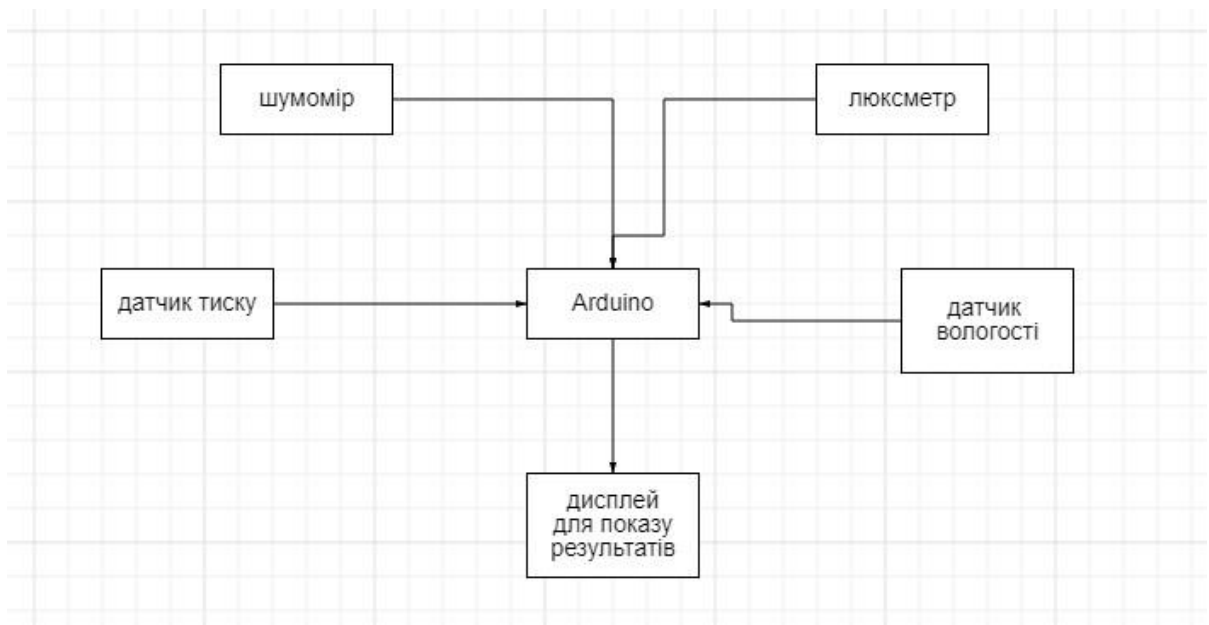 шумомір
люксметр
датчик тиску
Arduino
датчик
вологості
дисплей
для показу
результатів